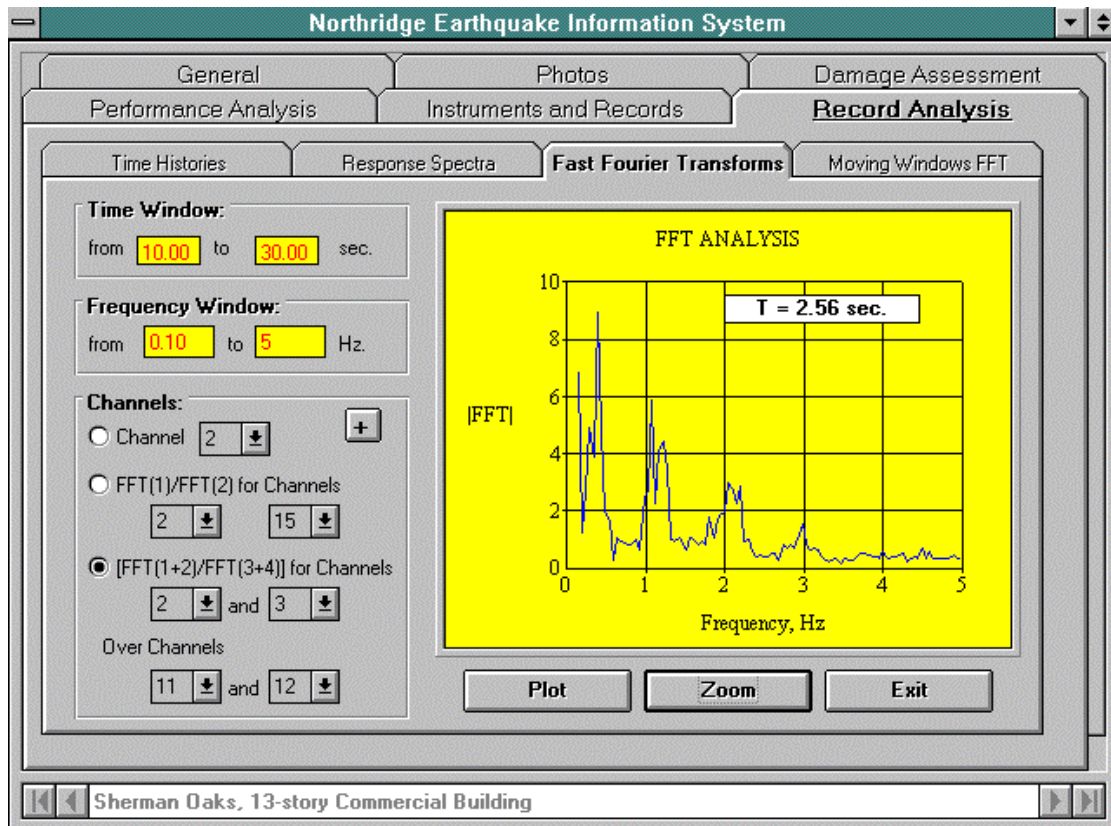 Northridge Earthquake Information System
General Photos Damage Assessment
Performance Analysis Instruments and Records Record Analysis
Time Histories Response Spectra Fast Fourier Transforms Moving Windows FFT
Time Window:
from 10.00 to 30.00 sec.
Frequency Window:
from 0.10 to 5 Hz.
Channels:
+
Channel 2
FFT(1)/FFT(2) for Channels
2 15
[FFT(1+2)/FFT(3+4)] for Channels
2 and 3
Over Channels
11 and 12
FFT ANALYSIS
T = 2.56 sec.
10
8
6
|FFT|
4
2
0
0 1 2 3 4 5
Frequency, Hz
Plot Zoom Exit
Sherman Oaks, 13-story Commercial Building